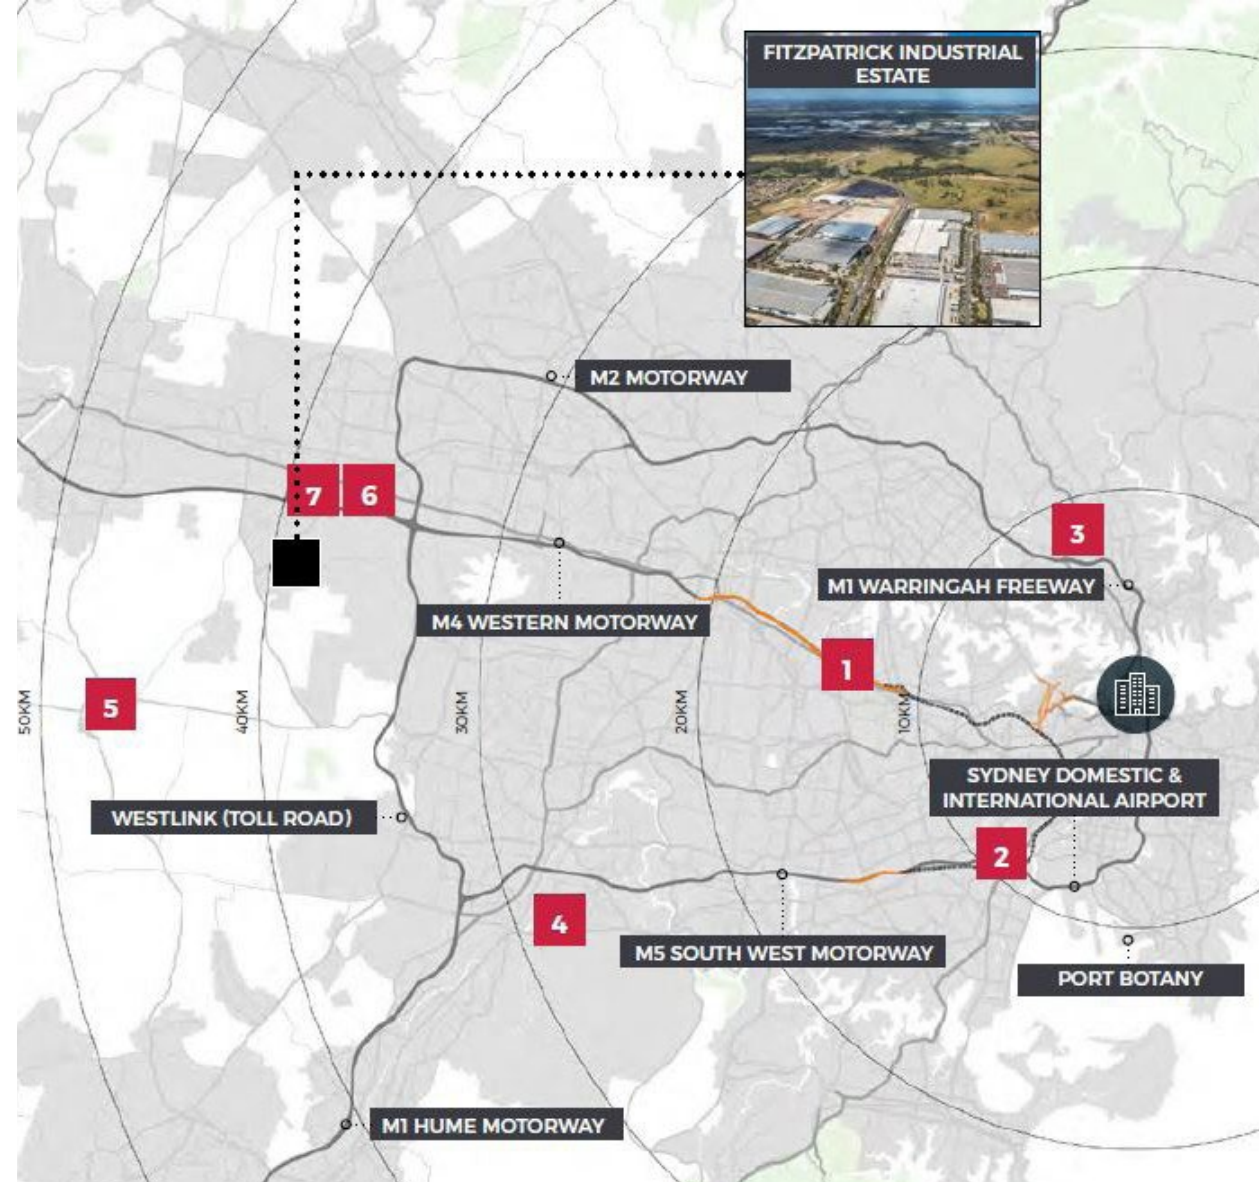 FITZPATRICK INDUSTRIAL
ESTATE
M2 MOTORWAY
7
6
3
M1 WARRINGAH FREEWAY
M4 WESTERN MOTORWAY
1
5
50KM
40KM
30KM
20KM
10KM
SYDNEY DOMESTIC &
INTERNATIONAL AIRPORT
WESTLINK (TOLL ROAD)
2
4
M5 SOUTH WEST MOTORWAY
PORT BOTANY
M1 HUME MOTORWAY